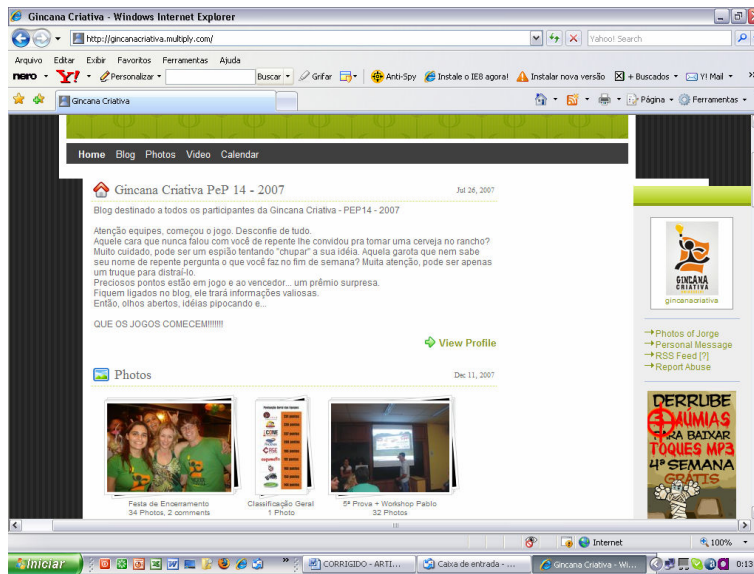 Gincana Criativa - Windows Internet Explorer
http://gincanacriativa.multiply.com/
Yahoo! Search
Arquivo Editar Exibir Favoritos Ferramentas Ajuda
nero Y! Personalizar Buscar Grifar Anti-Spy Instale o IE8 agora! Instalar nova versão + Buscados Y! Mail
Gincana Criativa Página Ferramentas
Home Blog Photos Video Calendar
Gincana Criativa PeP 14 - 2007 Jul 26, 2007
Blog destinado a todos os participantes da Gincana Criativa - PEP14 - 2007
Atenção equipes, começou o jogo. Desconfie de tudo.
Aquele cara que nunca falou com você de repente lhe convidou pra tomar uma cerveja no rancho?
Muito cuidado, pode ser um espião tentando "chupar" a sua idéia. Aquela garota que nem sabe
seu nome de repente pergunta o que você faz no fim de semana? Muita atenção, pode ser apenas
um truque para distraí-lo.
Preciosos pontos estão em jogo e ao vencedor... um prêmio surpresa.
Fiquem ligados no blog, ele trará informações valiosas.
Então, olhos abertos, idéias pipocando e...
QUE OS JOGOS COMECEM!!!!!!!
View Profile
Photos Dec 11, 2007
Festa de Encerramento
34 Photos, 2 comments
Classificação Geral
1 Photo
5ª Prova + Workshop Pablo
32 Photos
GINCANA
CRIATIVA
gincanacriativa
Photos of Jorge
Personal Message
RSS Feed [?]
Report Abuse
DERRUBE
3 MÚMIAS
PARA BAIXAR
TOQUES MP3
4ª SEMANA
GRÁTIS
Internet 100%
Iniciar CORRIGIDO - ARTI... Caixa de entrada - ... Gincana Criativa - Wi...